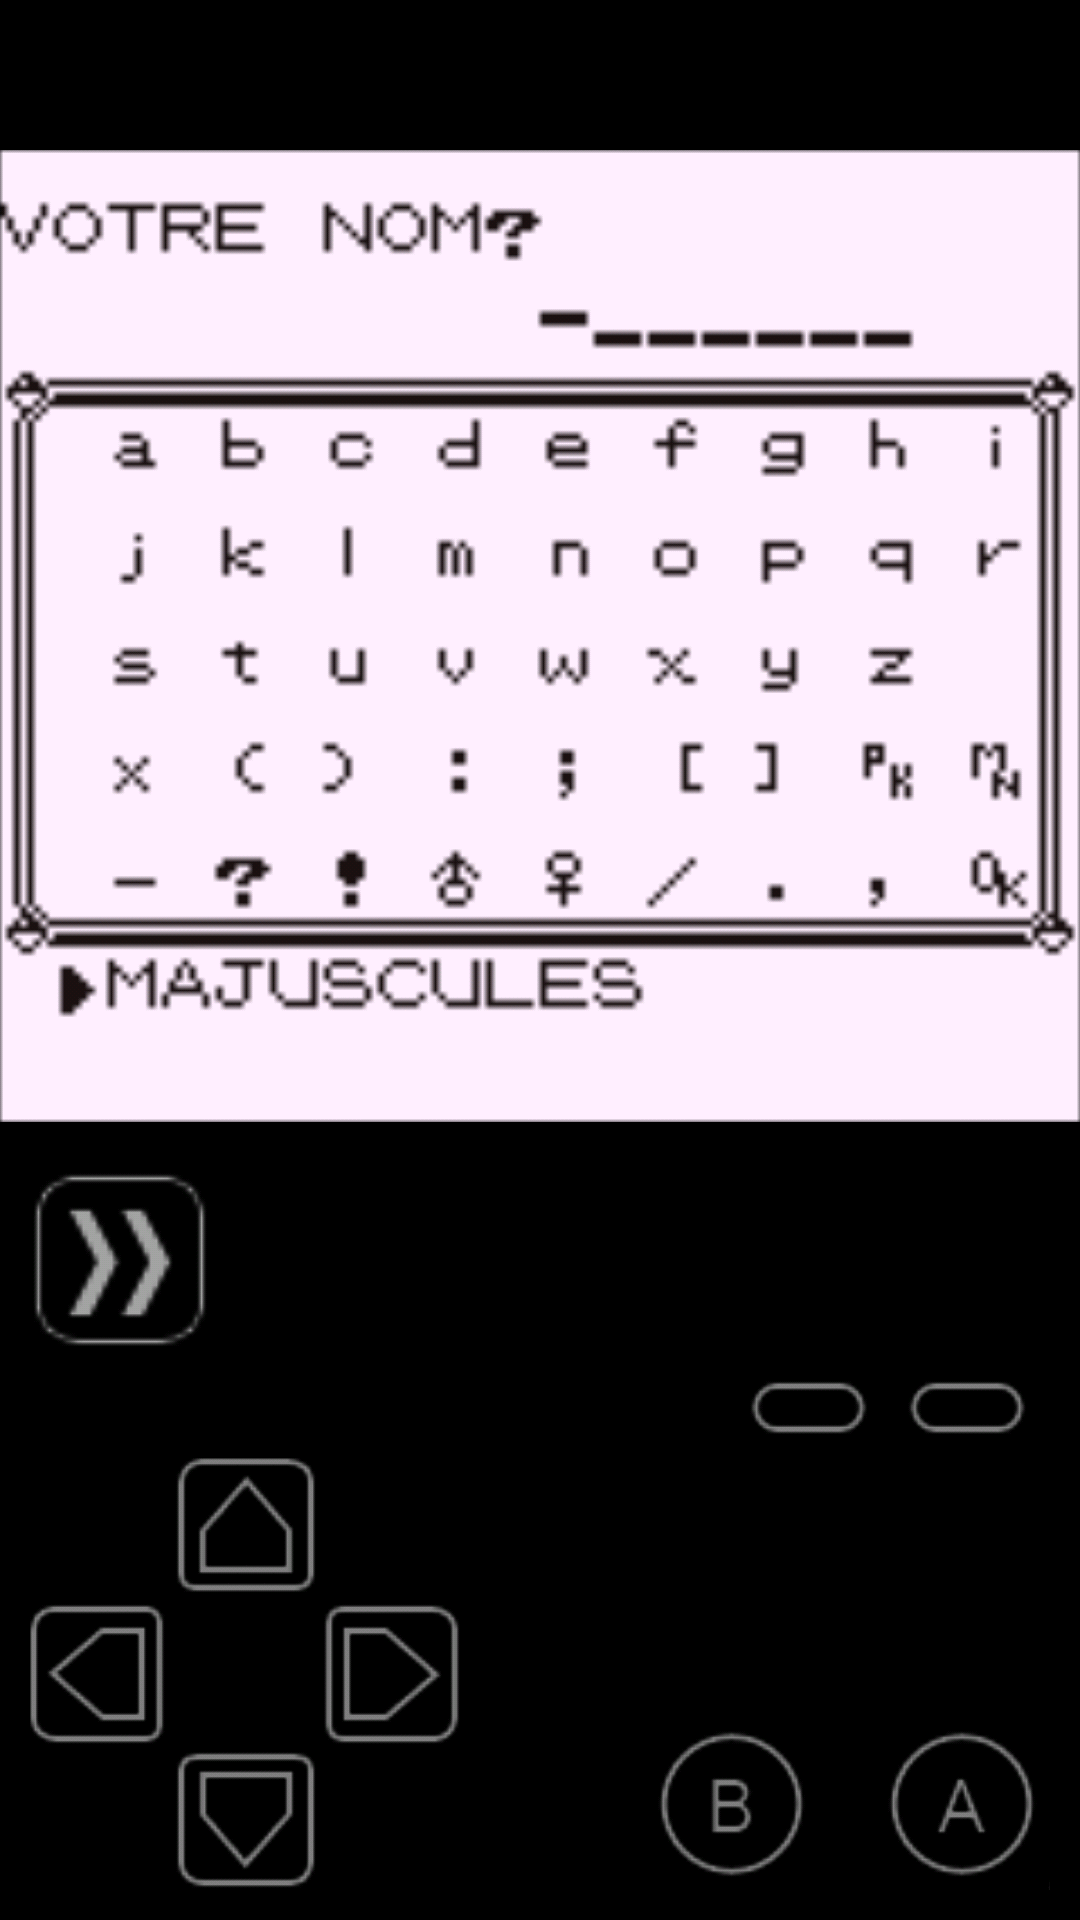 VOTRE NOM?
a b c d e f g h i
j k l m n o p q r
s t u v w x y z
× ( ) : ; [ ] PK MN
- ? ! ♂ ♀ / . , OK
▶MAJUSCULES
B A